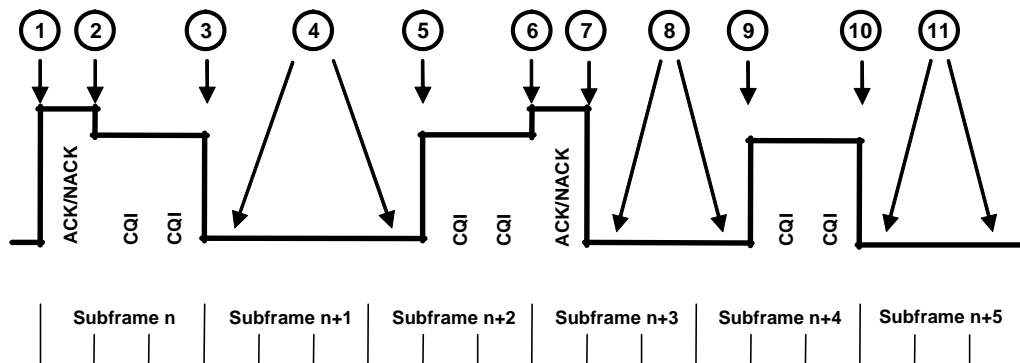 1 2 3 4 5 6 7 8 9 10 11
ACK/NACK CQI CQI CQI CQI ACK/NACK CQI CQI
Subframe n Subframe n+1 Subframe n+2 Subframe n+3 Subframe n+4 Subframe n+5